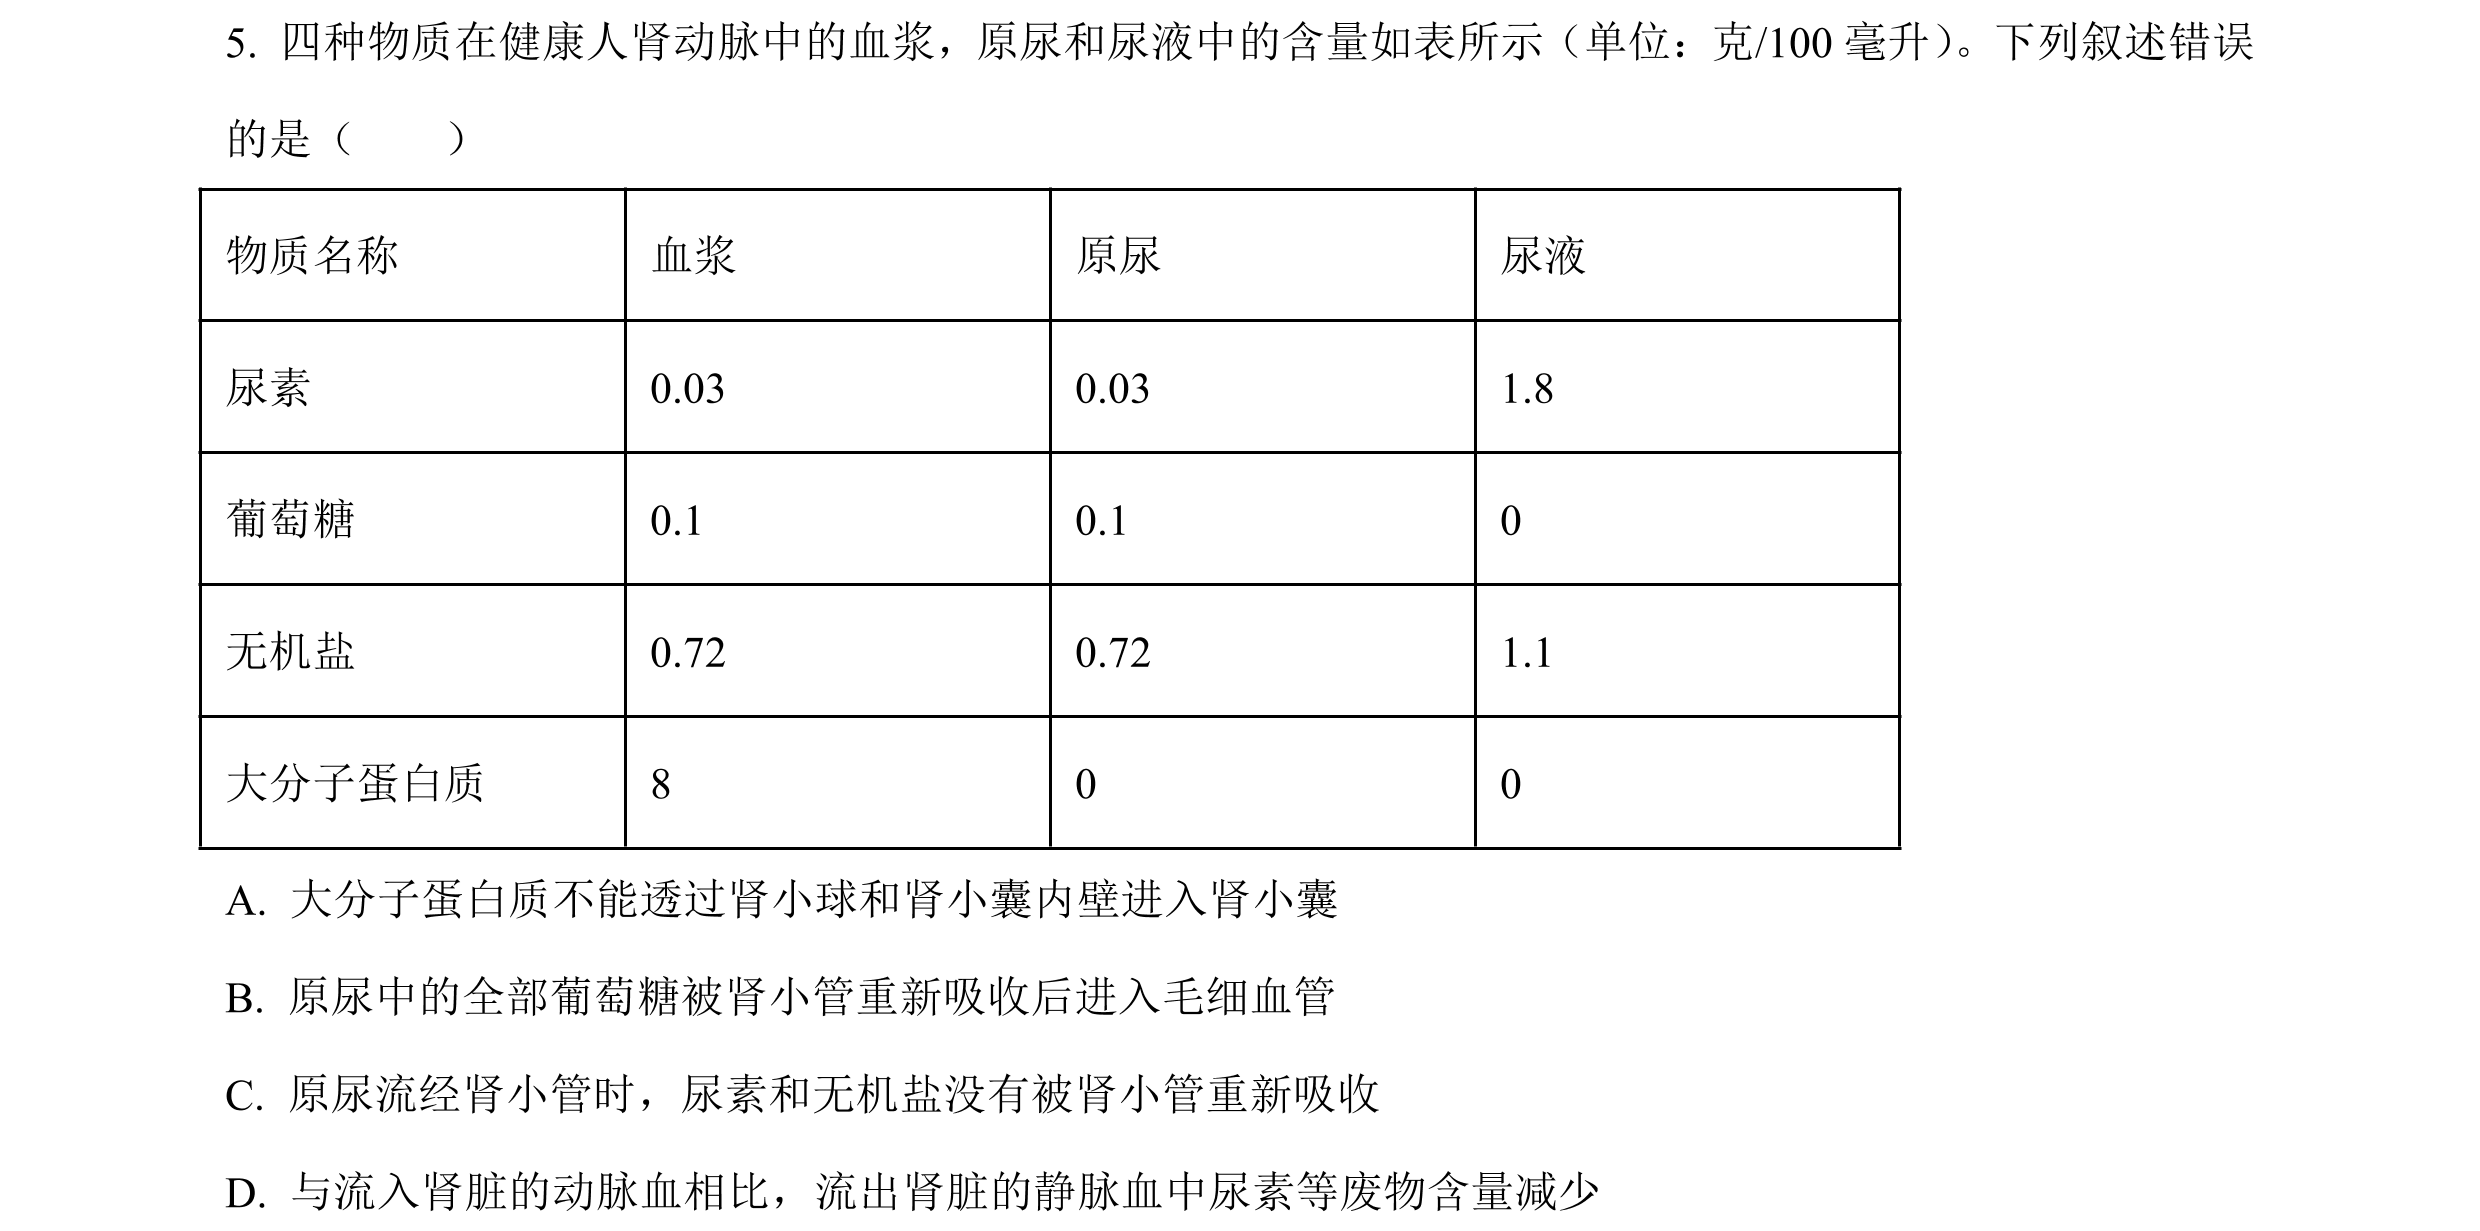 5. 四种物质在健康人肾动脉中的血浆，原尿和尿液中的含量如表所示（单位：克/100 毫升）。下列叙述错误
的是（　　）
物质名称 血浆 原尿 尿液
尿素 0.03 0.03 1.8
葡萄糖 0.1 0.1 0
无机盐 0.72 0.72 1.1
大分子蛋白质 8 0 0
A. 大分子蛋白质不能透过肾小球和肾小囊内壁进入肾小囊
B. 原尿中的全部葡萄糖被肾小管重新吸收后进入毛细血管
C. 原尿流经肾小管时，尿素和无机盐没有被肾小管重新吸收
D. 与流入肾脏的动脉血相比，流出肾脏的静脉血中尿素等废物含量减少